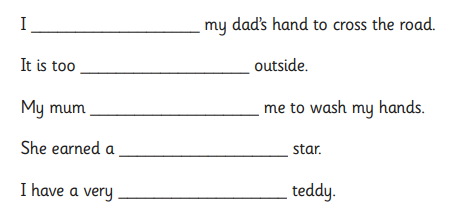 I ____________________ my dad's hand to cross the road.
It is too ____________________ outside.
My mum ____________________ me to wash my hands.
She earned a ____________________ star.
I have a very ____________________ teddy.